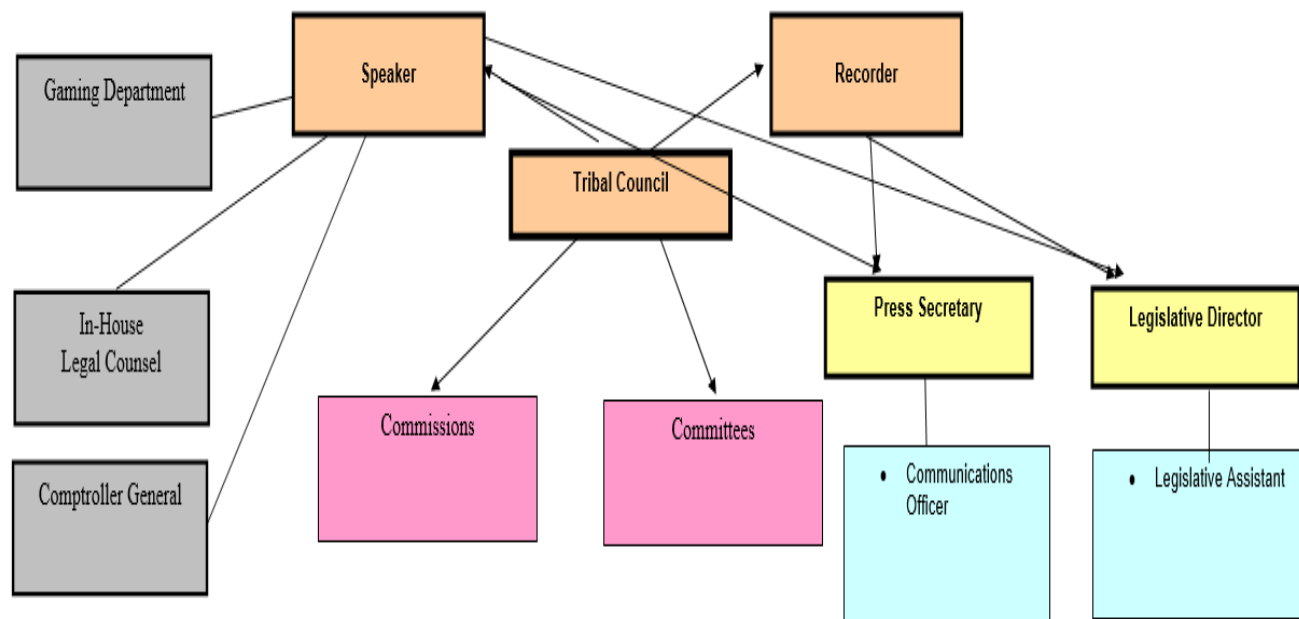 Speaker
Recorder
Gaming Department
Tribal Council
Press Secretary
Legislative Director
In-House
Legal Counsel
Commissions
Committees
• Communications
Officer
• Legislative Assistant
Comptroller General